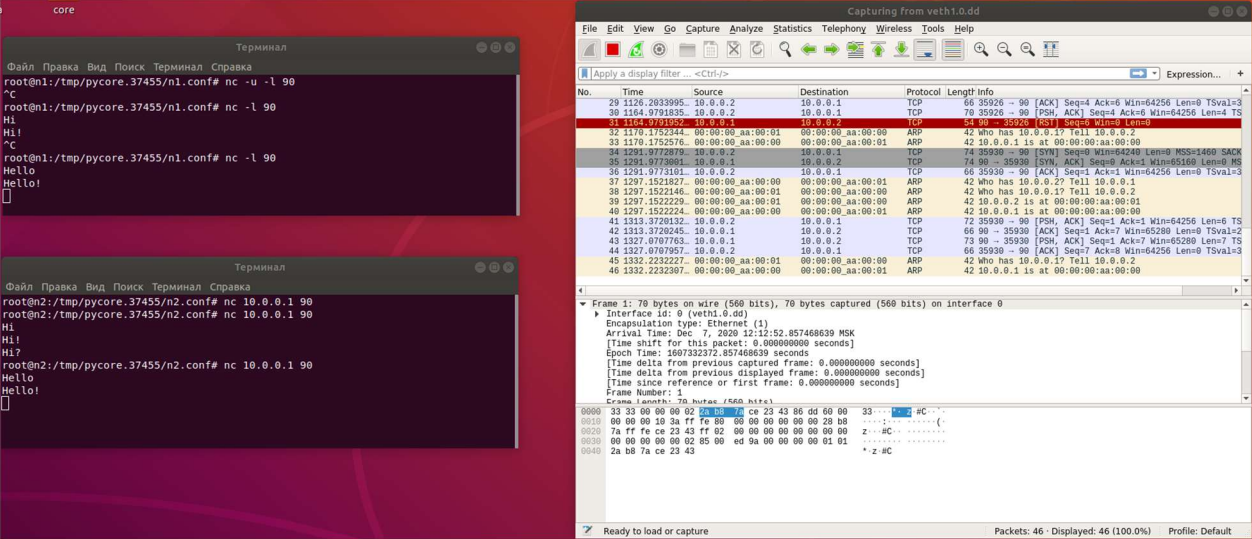 core
Терминал
Файл Правка Вид Поиск Терминал Справка
root@n1:/tmp/pycore.37455/n1.conf# nc -u -l 90
^C
root@n1:/tmp/pycore.37455/n1.conf# nc -l 90
Hi
Hi!
^C
root@n1:/tmp/pycore.37455/n1.conf# nc -l 90
Hello
Hello!
Терминал
Файл Правка Вид Поиск Терминал Справка
root@n2:/tmp/pycore.37455/n2.conf# nc 10.0.0.1 90
root@n2:/tmp/pycore.37455/n2.conf# nc 10.0.0.1 90
Hi
Hi!
Hi?
root@n2:/tmp/pycore.37455/n2.conf# nc 10.0.0.1 90
Hello
Hello!
Capturing from veth1.0.dd
File Edit View Go Capture Analyze Statistics Telephony Wireless Tools Help
Apply a display filter ... <Ctrl-/> Expression... +
No. Time Source Destination Protocol Length Info
29 1126.2033995… 10.0.0.2 10.0.0.1 TCP 66 35926 → 90 [ACK] Seq=4 Ack=6 Win=64256 Len=0 TSval=3
30 1164.9791835… 10.0.0.2 10.0.0.1 TCP 70 35926 → 90 [PSH, ACK] Seq=4 Ack=6 Win=64256 Len=4 TS
31 1164.9791952… 10.0.0.1 10.0.0.2 TCP 54 90 → 35926 [RST] Seq=6 Win=0 Len=0
32 1170.1752344… 00:00:00_aa:00:01 00:00:00_aa:00:00 ARP 42 Who has 10.0.0.1? Tell 10.0.0.2
33 1170.1752576… 00:00:00_aa:00:00 00:00:00_aa:00:01 ARP 42 10.0.0.1 is at 00:00:00:aa:00:00
34 1291.9772879… 10.0.0.2 10.0.0.1 TCP 74 35930 → 90 [SYN] Seq=0 Win=64240 Len=0 MSS=1460 SACK
35 1291.9773001… 10.0.0.1 10.0.0.2 TCP 74 90 → 35930 [SYN, ACK] Seq=0 Ack=1 Win=65160 Len=0 MS
36 1291.9773101… 10.0.0.2 10.0.0.1 TCP 66 35930 → 90 [ACK] Seq=1 Ack=1 Win=64256 Len=0 TSval=3
37 1297.1521827… 00:00:00_aa:00:00 00:00:00_aa:00:01 ARP 42 Who has 10.0.0.2? Tell 10.0.0.1
38 1297.1522146… 00:00:00_aa:00:01 00:00:00_aa:00:00 ARP 42 Who has 10.0.0.1? Tell 10.0.0.2
39 1297.1522229… 00:00:00_aa:00:01 00:00:00_aa:00:00 ARP 42 10.0.0.2 is at 00:00:00:aa:00:01
40 1297.1522224… 00:00:00_aa:00:00 00:00:00_aa:00:01 ARP 42 10.0.0.1 is at 00:00:00:aa:00:00
41 1313.3720132… 10.0.0.2 10.0.0.1 TCP 72 35930 → 90 [PSH, ACK] Seq=1 Ack=1 Win=64256 Len=6 TS
42 1313.3720245… 10.0.0.1 10.0.0.2 TCP 66 90 → 35930 [ACK] Seq=1 Ack=7 Win=65280 Len=0 TSval=2
43 1327.0707763… 10.0.0.1 10.0.0.2 TCP 73 90 → 35930 [PSH, ACK] Seq=1 Ack=7 Win=65280 Len=7 TS
44 1327.0707957… 10.0.0.2 10.0.0.1 TCP 66 35930 → 90 [ACK] Seq=7 Ack=8 Win=64256 Len=0 TSval=3
45 1332.2232227… 00:00:00_aa:00:01 00:00:00_aa:00:00 ARP 42 Who has 10.0.0.1? Tell 10.0.0.2
46 1332.2232307… 00:00:00_aa:00:00 00:00:00_aa:00:01 ARP 42 10.0.0.1 is at 00:00:00:aa:00:00
Frame 1: 70 bytes on wire (560 bits), 70 bytes captured (560 bits) on interface 0
Interface id: 0 (veth1.0.dd)
Encapsulation type: Ethernet (1)
Arrival Time: Dec 7, 2020 12:12:52.857468639 MSK
[Time shift for this packet: 0.000000000 seconds]
Epoch Time: 1607332372.857468639 seconds
[Time delta from previous captured frame: 0.000000000 seconds]
[Time delta from previous displayed frame: 0.000000000 seconds]
[Time since reference or first frame: 0.000000000 seconds]
Frame Number: 1
Frame Length: 70 bytes (560 bits)
0000 33 33 00 00 00 02 2a b8 7a ce 23 43 86 dd 60 00 33····*· z·#C··`·
0010 00 00 00 10 3a ff fe 80 00 00 00 00 00 00 28 b8 ····:··· ······(·
0020 7a ff fe ce 23 43 ff 02 00 00 00 00 00 00 00 00 z···#C·· ········
0030 00 00 00 00 00 02 85 00 ed 9a 00 00 00 00 01 01 ········ ········
0040 2a b8 7a ce 23 43 *·z·#C
Ready to load or capture Packets: 46 · Displayed: 46 (100.0%) Profile: Default